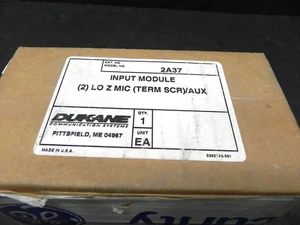 CAT. NO.
MODEL NO. 2A37
INPUT MODULE
(2) LO Z MIC (TERM SCR)/AUX
DUKANE
COMMUNICATION SYSTEMS
PITTSFIELD, ME 04967
QTY.
1
UNIT
EA
MADE IN U.S.A.
curity